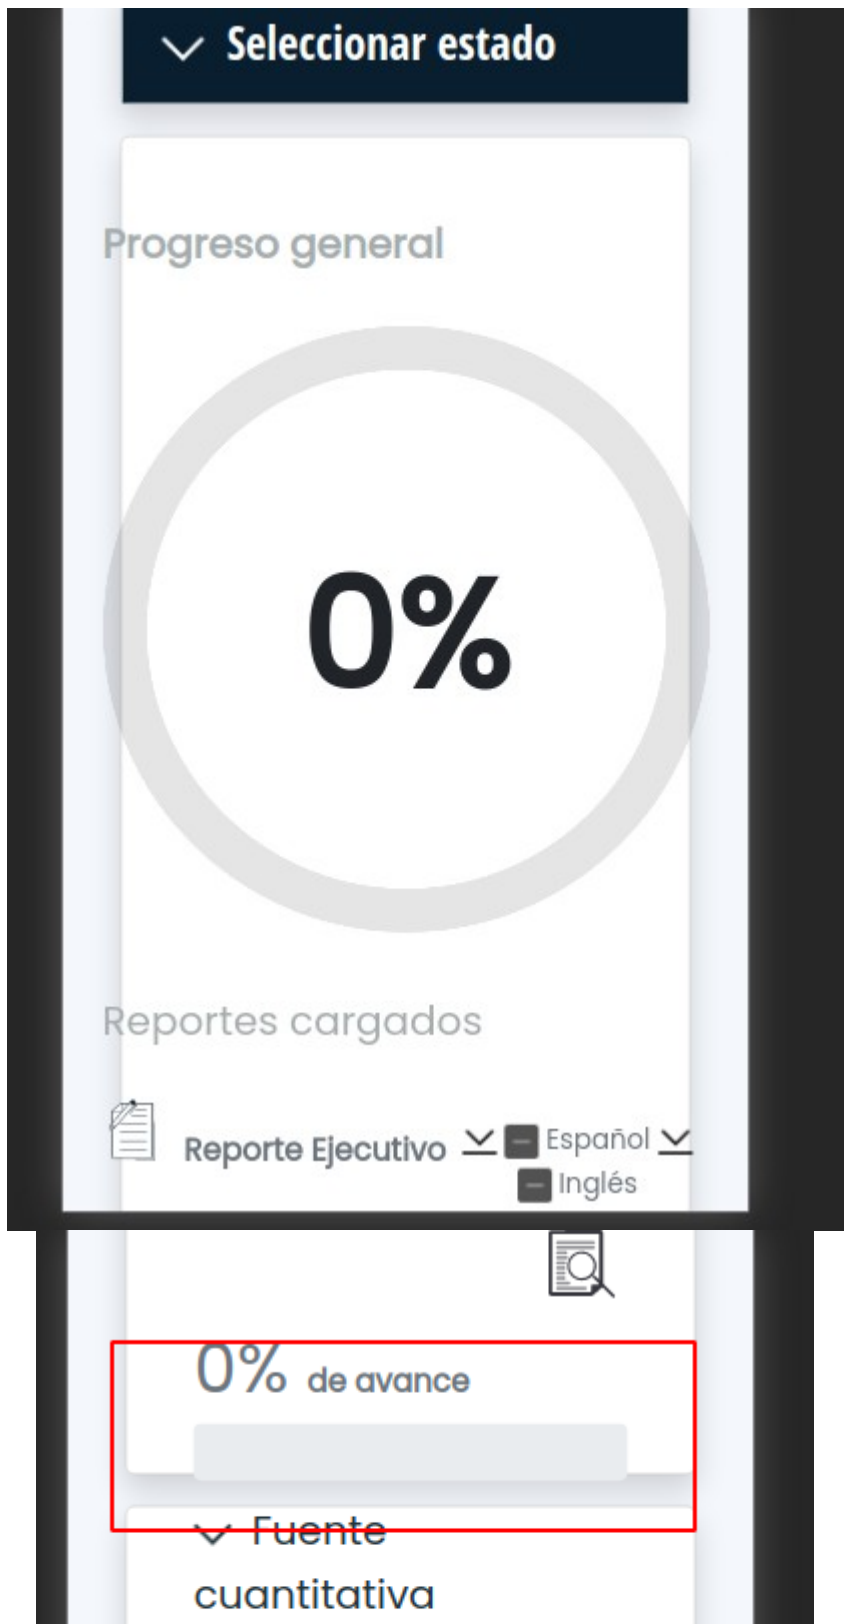 Seleccionar estado
Progreso general
0%
Reportes cargados
Reporte Ejecutivo
Español
Inglés
0% de avance
Fuente
cuantitativa